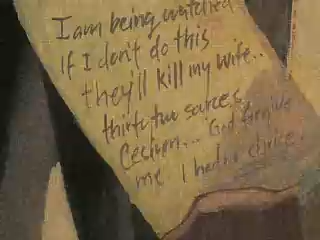 I am being watched
If I don't do this
they'll kill my wife..
thirty two
... God forgive
me. I had no choice.